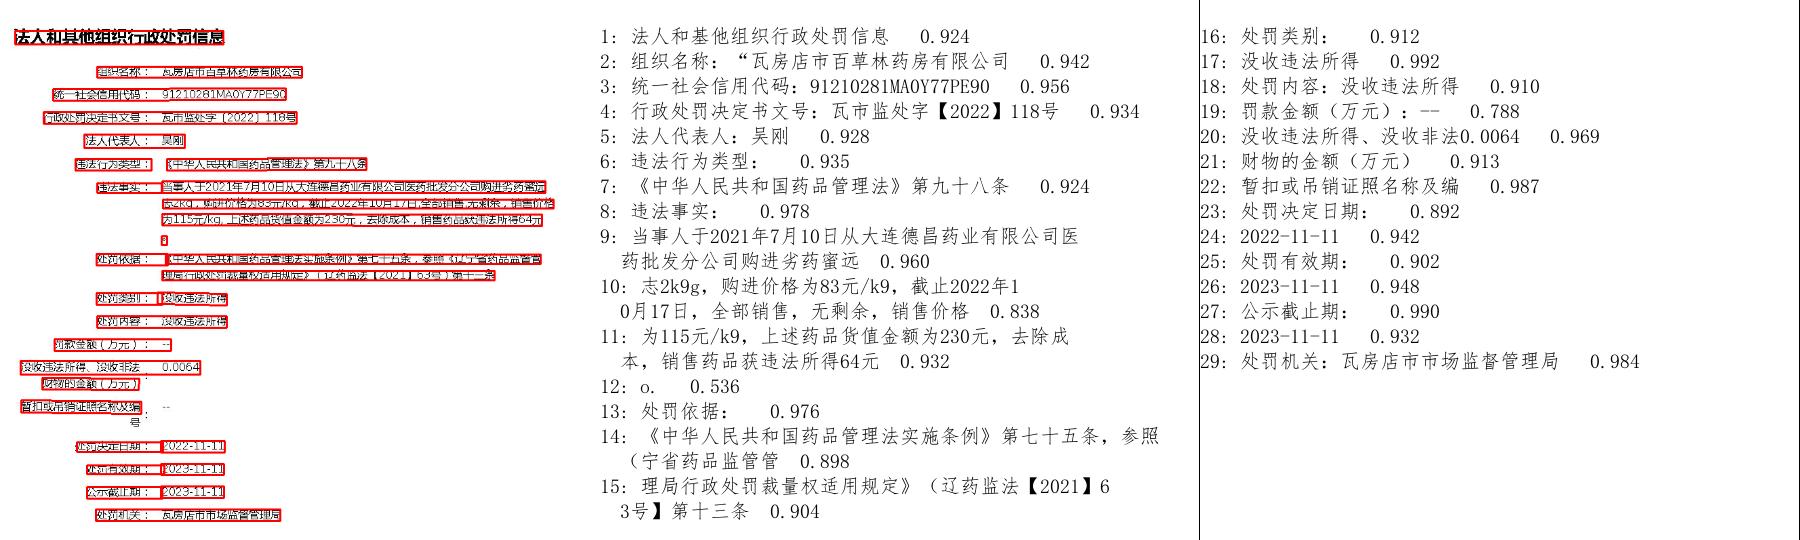 法人和其他组织行政处罚信息
组织名称： 瓦房店市百草林药房有限公司
统一社会信用代码： 91210281MA0Y77PE90
行政处罚决定书文号： 瓦市监处字〔2022〕118号
法人代表人： 吴刚
违法行为类型： 《中华人民共和国药品管理法》第九十八条
违法事实： 当事人于2021年7月10日从大连德昌药业有限公司医药批发分公司购进劣药蜜远
志2kg，购进价格为83元/kg，截止2022年10月17日,全部销售,无剩余，销售价格
为115元/kg,上述药品货值金额为230元，去除成本，销售药品获违法所得64元
。
处罚依据： 《中华人民共和国药品管理法实施条例》第七十五条，参照《辽宁省药品监管管
理局行政处罚裁量权适用规定》（辽药监法【2021】63号）第十三条
处罚类别： 没收违法所得
处罚内容： 没收违法所得
罚款金额（万元）： --
没收违法所得、没收非法 0.0064
财物的金额（万元） ：
暂扣或吊销证照名称及编 --
号 ：
处罚决定日期： 2022-11-11
处罚有效期： 2023-11-11
公示截止期： 2023-11-11
处罚机关： 瓦房店市市场监督管理局
1: 法人和基他组织行政处罚信息 0.924
2: 组织名称：“瓦房店市百草林药房有限公司 0.942
3: 统一社会信用代码：91210281MA0Y77PE90 0.956
4: 行政处罚决定书文号：瓦市监处字【2022】118号 0.934
5: 法人代表人：吴刚 0.928
6: 违法行为类型： 0.935
7: 《中华人民共和国药品管理法》第九十八条 0.924
8: 违法事实： 0.978
9: 当事人于2021年7月10日从大连德昌药业有限公司医
药批发分公司购进劣药蜜远 0.960
10: 志2k9g，购进价格为83元/k9，截止2022年1
0月17日，全部销售，无剩余，销售价格 0.838
11: 为115元/k9，上述药品货值金额为230元，去除成
本，销售药品获违法所得64元 0.932
12: o. 0.536
13: 处罚依据： 0.976
14: 《中华人民共和国药品管理法实施条例》第七十五条，参照
（宁省药品监管管 0.898
15: 理局行政处罚裁量权适用规定》（辽药监法【2021】6
3号】第十三条 0.904
16: 处罚类别： 0.912
17: 没收违法所得 0.992
18: 处罚内容：没收违法所得 0.910
19: 罚款金额（万元）：-- 0.788
20: 没收违法所得、没收非法0.0064 0.969
21: 财物的金额（万元） 0.913
22: 暂扣或吊销证照名称及编 0.987
23: 处罚决定日期： 0.892
24: 2022-11-11 0.942
25: 处罚有效期： 0.902
26: 2023-11-11 0.948
27: 公示截止期： 0.990
28: 2023-11-11 0.932
29: 处罚机关：瓦房店市市场监督管理局 0.984